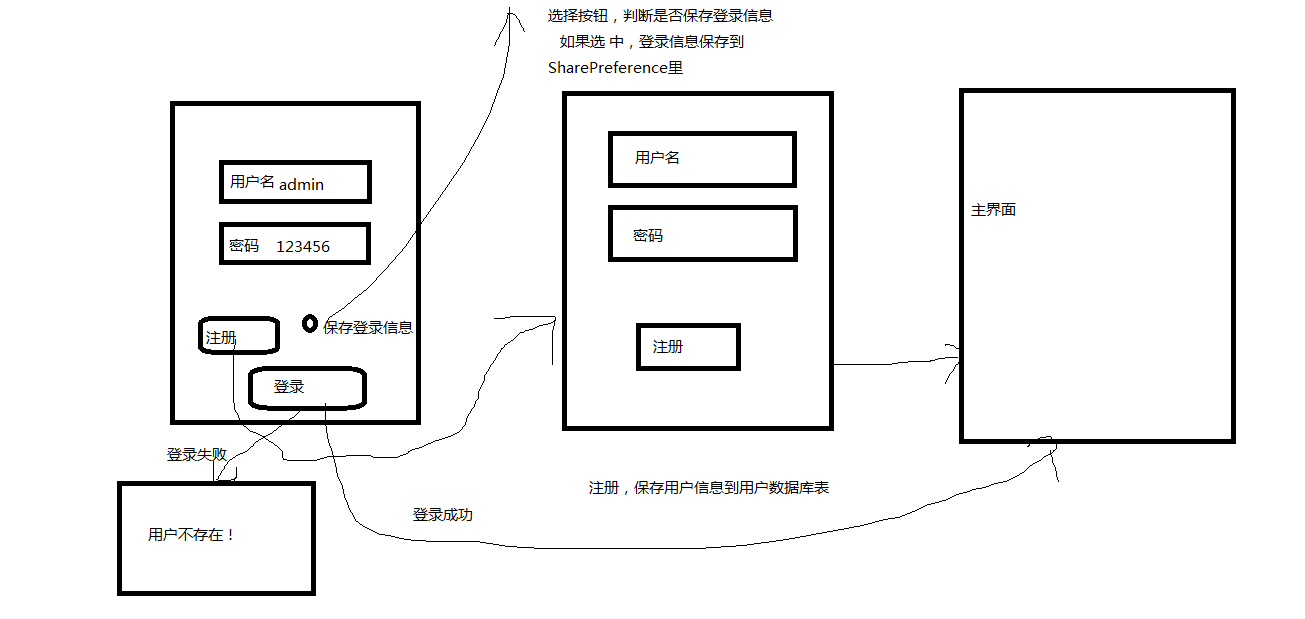 选择按钮，判断是否保存登录信息
如果选 中，登录信息保存到
SharePreference里
用户名 admin
密码 123456
注册
保存登录信息
登录
用户名
密码
注册
主界面
登录失败
用户不存在！
登录成功
注册，保存用户信息到用户数据库表